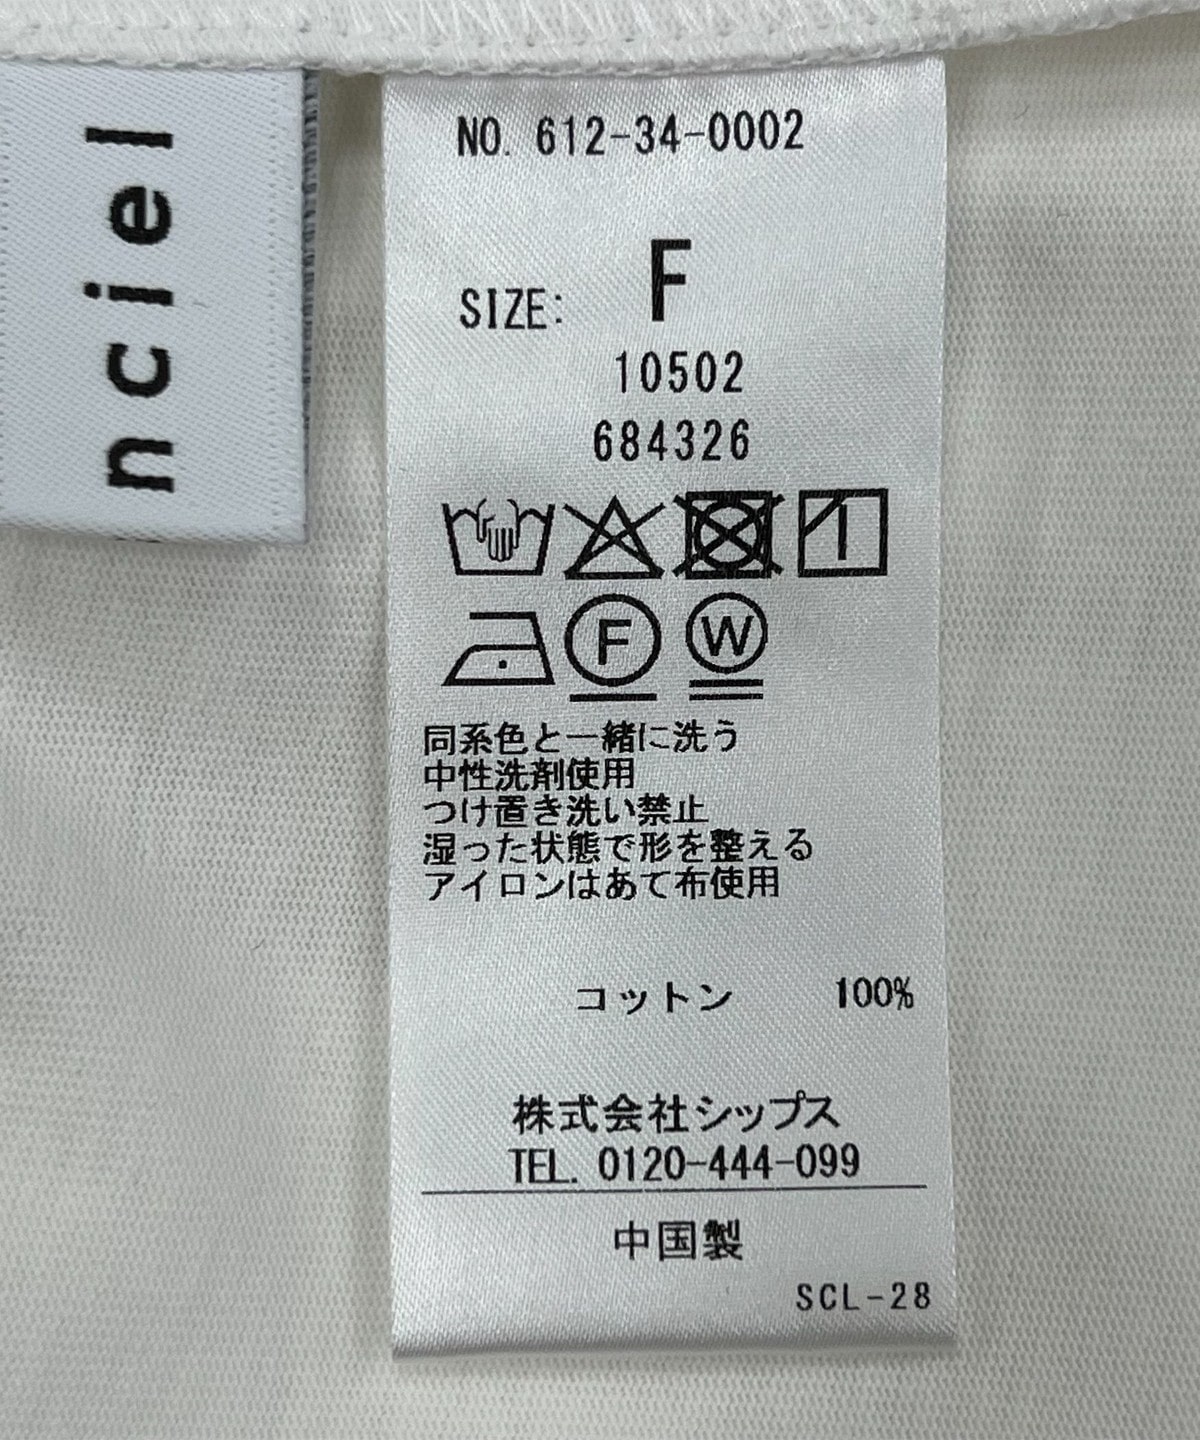 nciel
NO. 612-34-0002
SIZE: F
10502
684326
F W
同系色と一緒に洗う
中性洗剤使用
つけ置き洗い禁止
湿った状態で形を整える
アイロンはあて布使用
コットン 100%
株式会社シップス
TEL. 0120-444-099
中国製
SCL-28